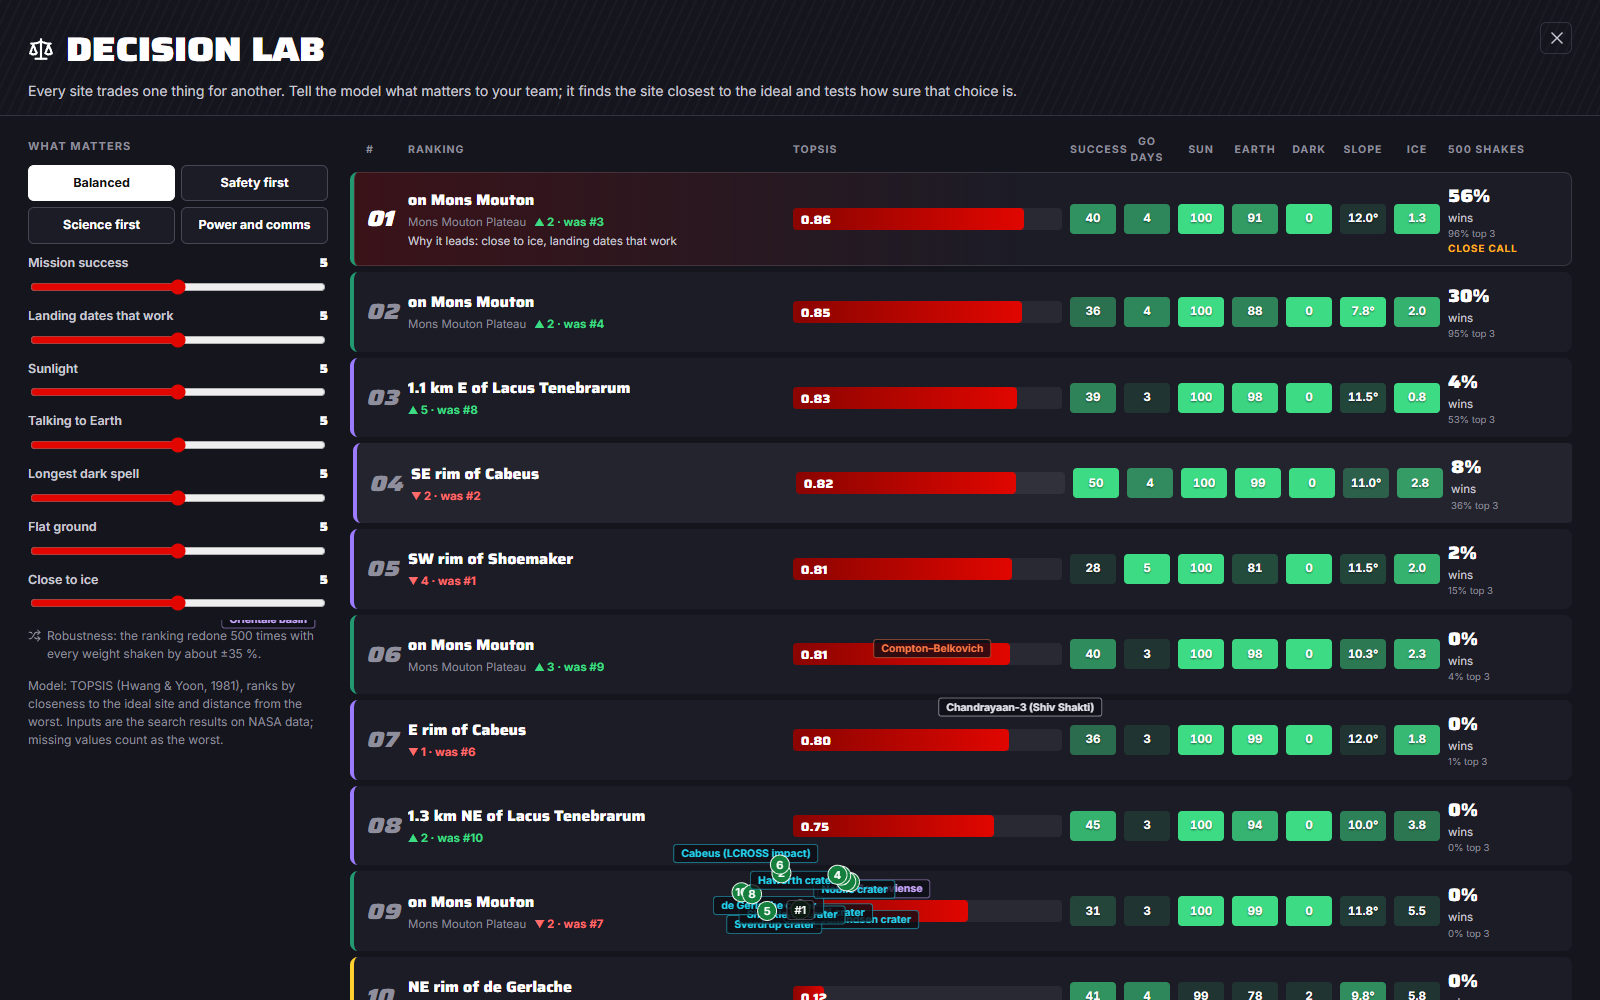 DECISION LAB
Every site trades one thing for another. Tell the model what matters to your team; it finds the site closest to the ideal and tests how sure that choice is.
WHAT MATTERS
Balanced
Safety first
Science first
Power and comms
Mission success 5
Landing dates that work 5
Sunlight 5
Talking to Earth 5
Longest dark spell 5
Flat ground 5
Close to ice 5
Orientale basin
Robustness: the ranking redone 500 times with
every weight shaken by about ±35 %.
Model: TOPSIS (Hwang & Yoon, 1981), ranks by
closeness to the ideal site and distance from the
worst. Inputs are the search results on NASA data;
missing values count as the worst.
# RANKING TOPSIS SUCCESS GO DAYS SUN EARTH DARK SLOPE ICE 500 SHAKES
01 on Mons Mouton 0.86 40 4 100 91 0 12.0° 1.3 56% wins
Mons Mouton Plateau ▲ 2 · was #3 96% top 3
Why it leads: close to ice, landing dates that work CLOSE CALL
02 on Mons Mouton 0.85 36 4 100 88 0 7.8° 2.0 30% wins
Mons Mouton Plateau ▲ 2 · was #4 95% top 3
03 1.1 km E of Lacus Tenebrarum 0.83 39 3 100 98 0 11.5° 0.8 4% wins
▲ 5 · was #8 53% top 3
04 SE rim of Cabeus 0.82 50 4 100 99 0 11.0° 2.8 8% wins
▼ 2 · was #2 36% top 3
05 SW rim of Shoemaker 0.81 28 5 100 81 0 11.5° 2.0 2% wins
▼ 4 · was #1 15% top 3
06 on Mons Mouton 0.81 40 3 100 98 0 10.3° 2.3 0% wins
Mons Mouton Plateau ▲ 3 · was #9 4% top 3
Compton–Belkovich
Chandrayaan-3 (Shiv Shakti)
07 E rim of Cabeus 0.80 36 3 100 99 0 12.0° 1.8 0% wins
▼ 1 · was #6 1% top 3
08 1.3 km NE of Lacus Tenebrarum 0.75 45 3 100 94 0 10.0° 3.8 0% wins
▲ 2 · was #10 0% top 3
Cabeus (LCROSS impact)
6
4
8
5
#1
Sverdrup crater
09 on Mons Mouton 31 3 100 99 0 11.8° 5.5 0% wins
Mons Mouton Plateau ▼ 2 · was #7 0% top 3
10 NE rim of de Gerlache 0.12 41 4 99 78 2 9.8° 5.8 0%